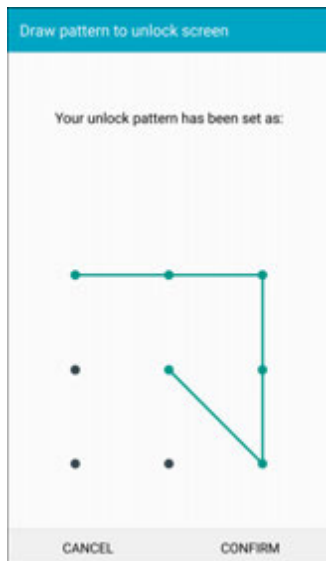 Draw pattern to unlock screen
Your unlock pattern has been set as:
CANCEL CONFIRM